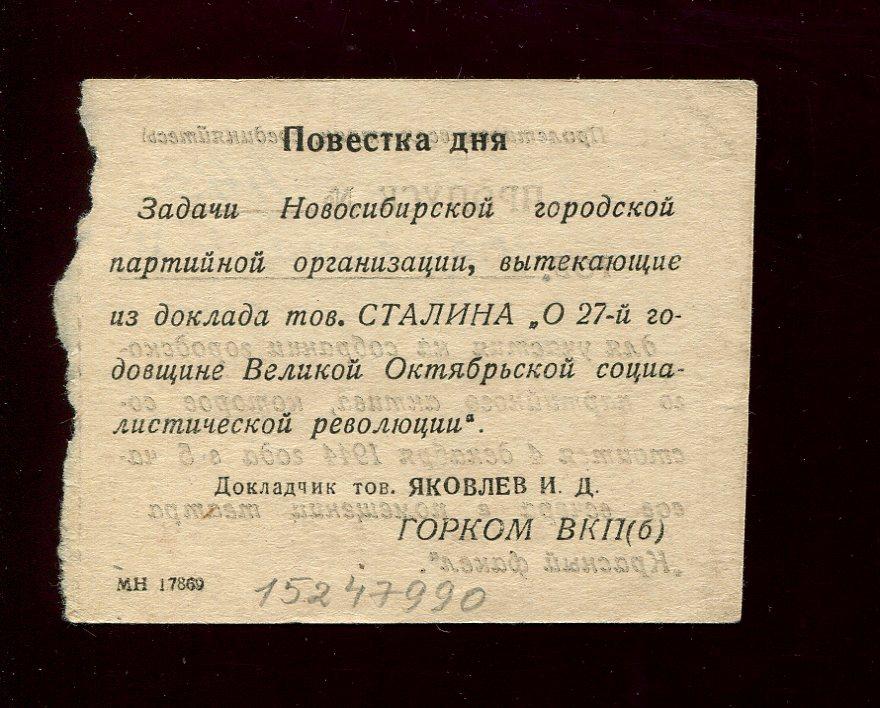 Повестка дня
Задачи Новосибирской городской
партийной организации, вытекающие
из доклада тов. СТАЛИНА „О 27-й го-
довщине Великой Октябрьской социа-
листической революции“.
Докладчик тов. ЯКОВЛЕВ И. Д.
ГОРКОМ ВКП(б)
МН 17869
15247990